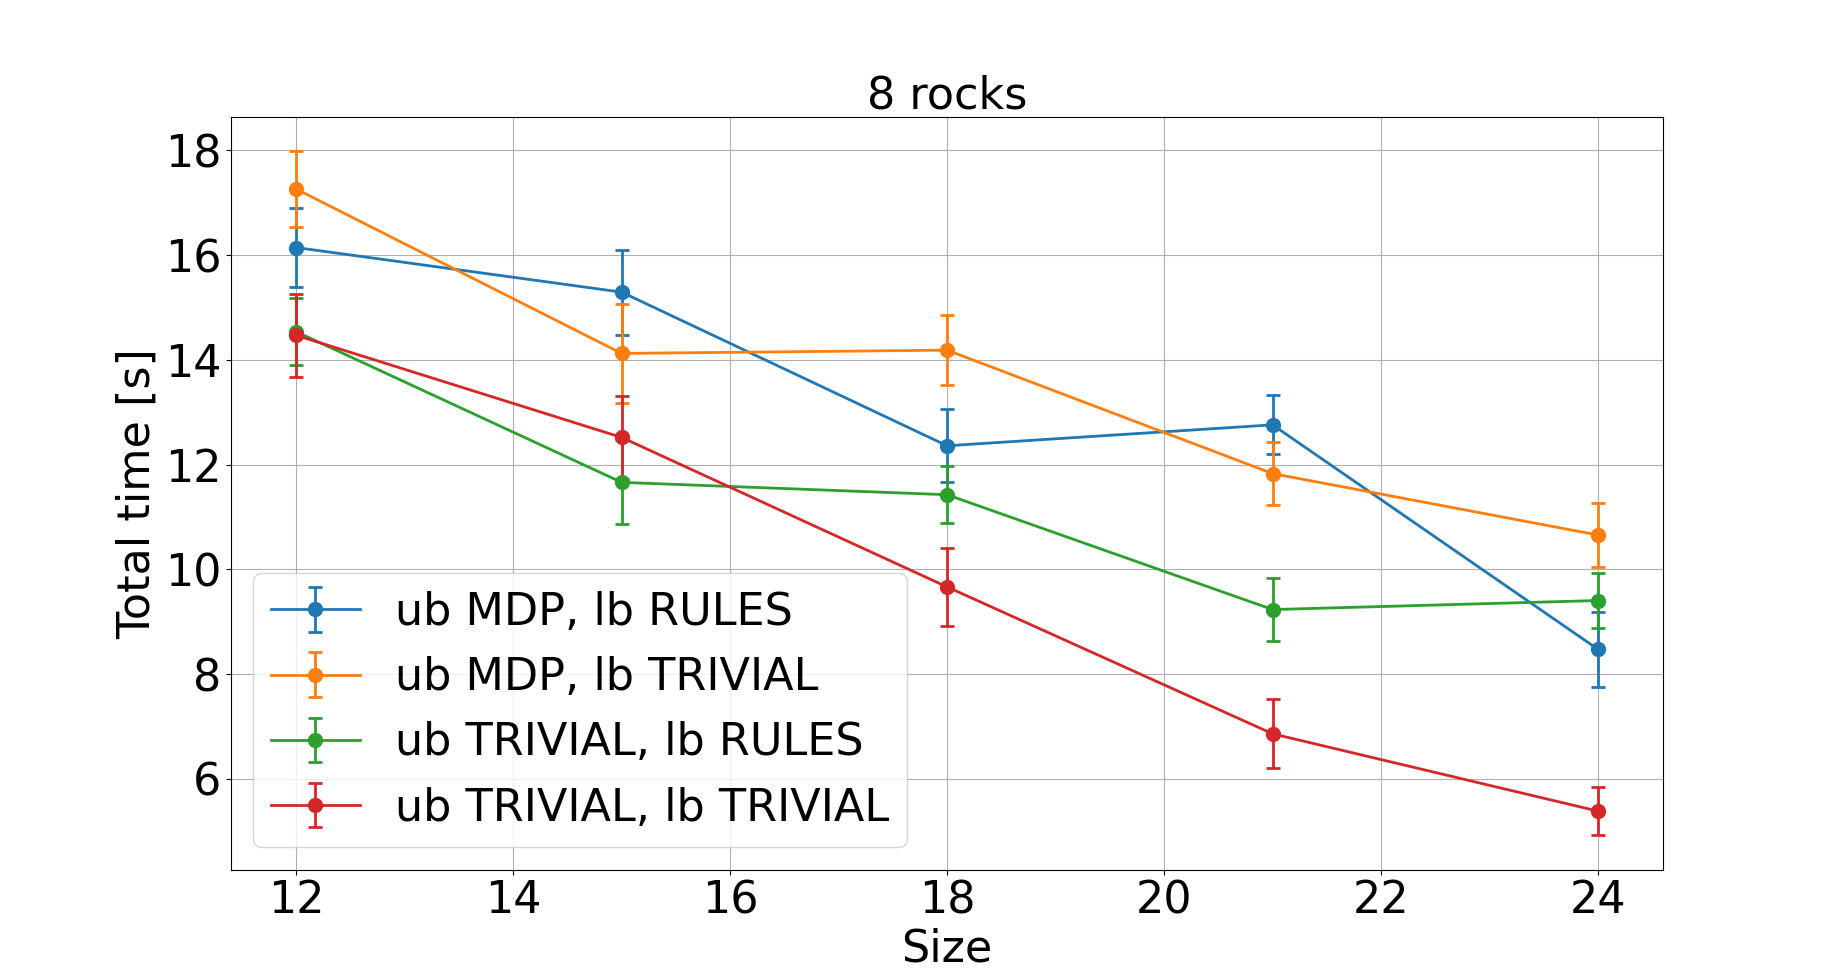 8 rocks
Total time [s]
18
16
14
12
10
8
6
ub MDP, lb RULES
ub MDP, lb TRIVIAL
ub TRIVIAL, lb RULES
ub TRIVIAL, lb TRIVIAL
12 14 16 18 20 22 24
Size